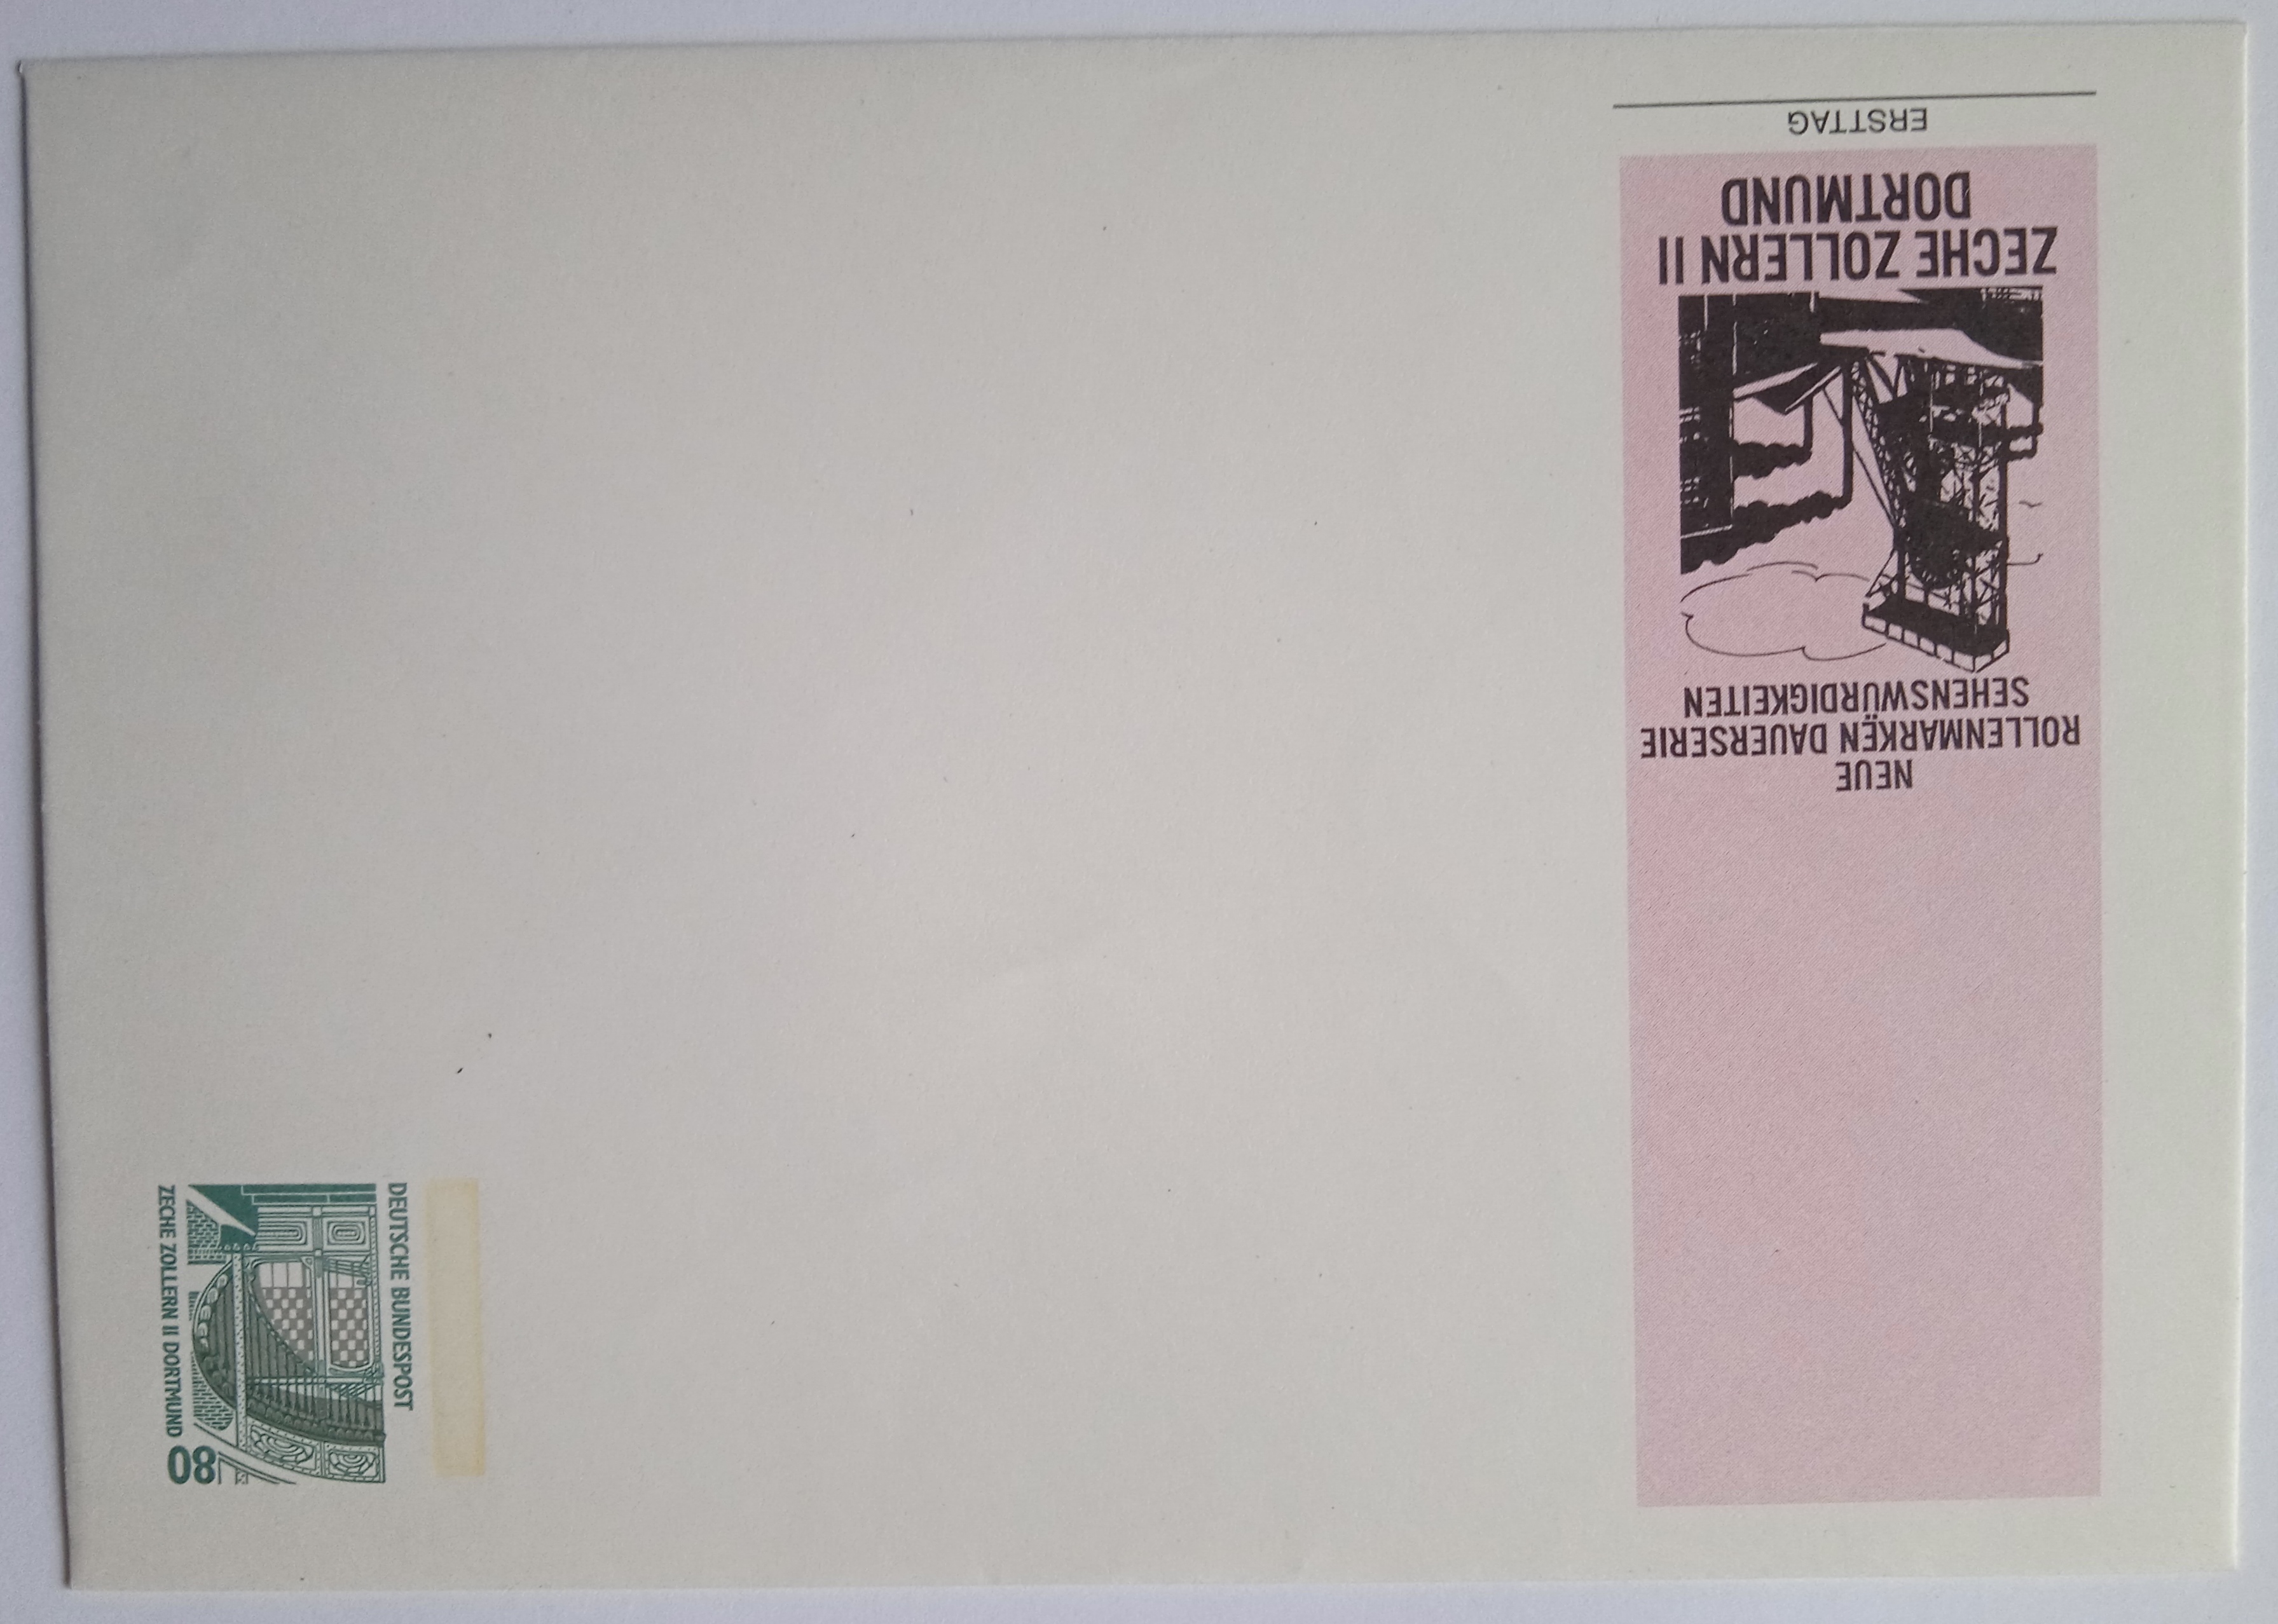 NEUE
ROLLENMARKEN DAUERSERIE
SEHENSWÜRDIGKEITEN
ZECHE ZOLLERN II
DORTMUND
ERSTTAG
80
DEUTSCHE BUNDESPOST
ZECHE ZOLLERN II DORTMUND